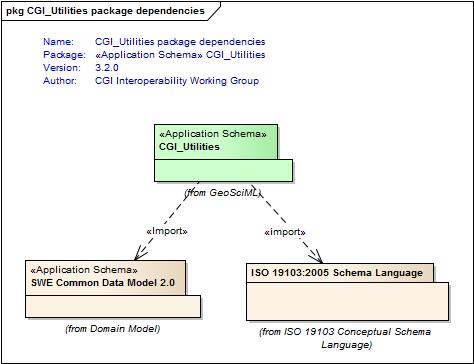 pkg CGI_Utilities package dependencies
Name: CGI_Utilities package dependencies
Package: «Application Schema» CGI_Utilities
Version: 3.2.0
Author: CGI Interoperability Working Group
«Application Schema»
CGI_Utilities
(from GeoSciML)
«Import» «import»
«Application Schema»
SWE Common Data Model 2.0
(from Domain Model)
ISO 19103:2005 Schema Language
(from ISO 19103 Conceptual Schema
Language)